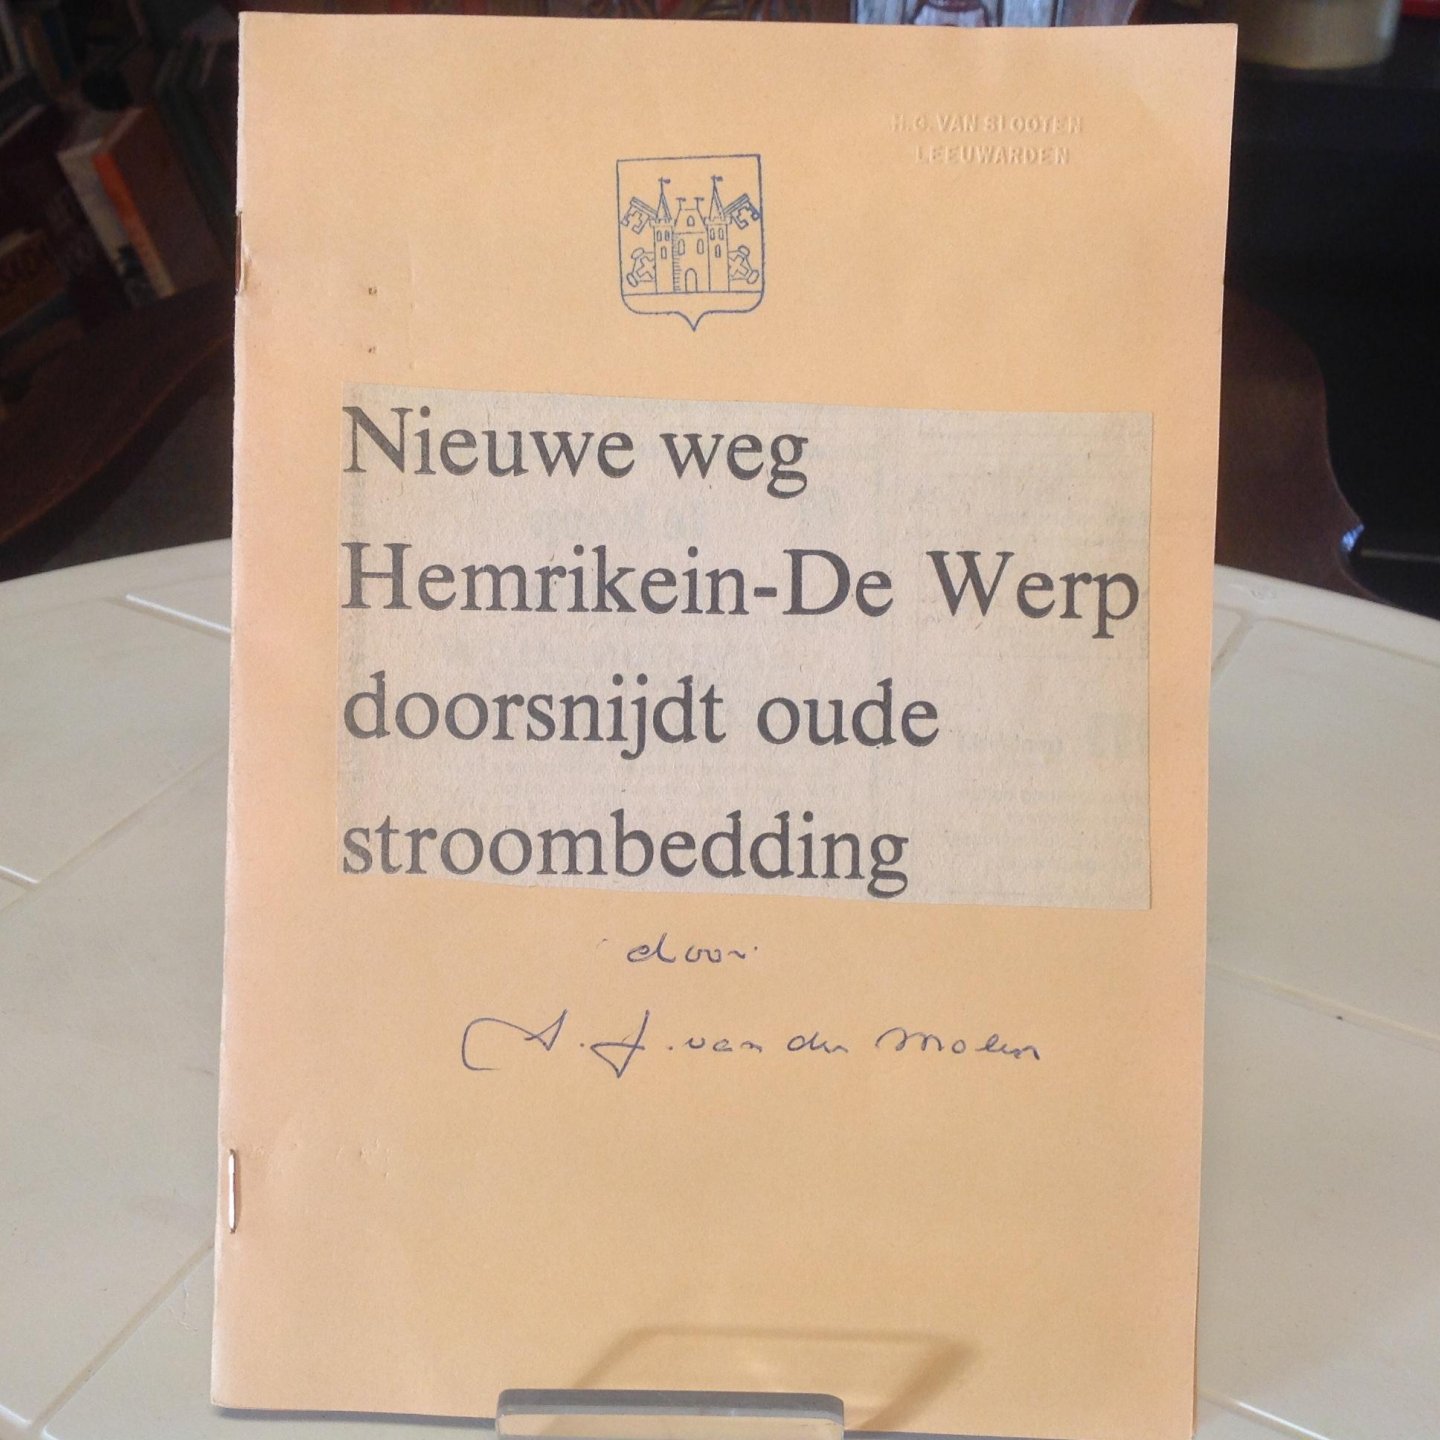 H. G. VAN SLOOTEN
LEEUWARDEN
Nieuwe weg
Hemrikein-De Werp
doorsnijdt oude
stroombedding
door
S. J. van der Molen